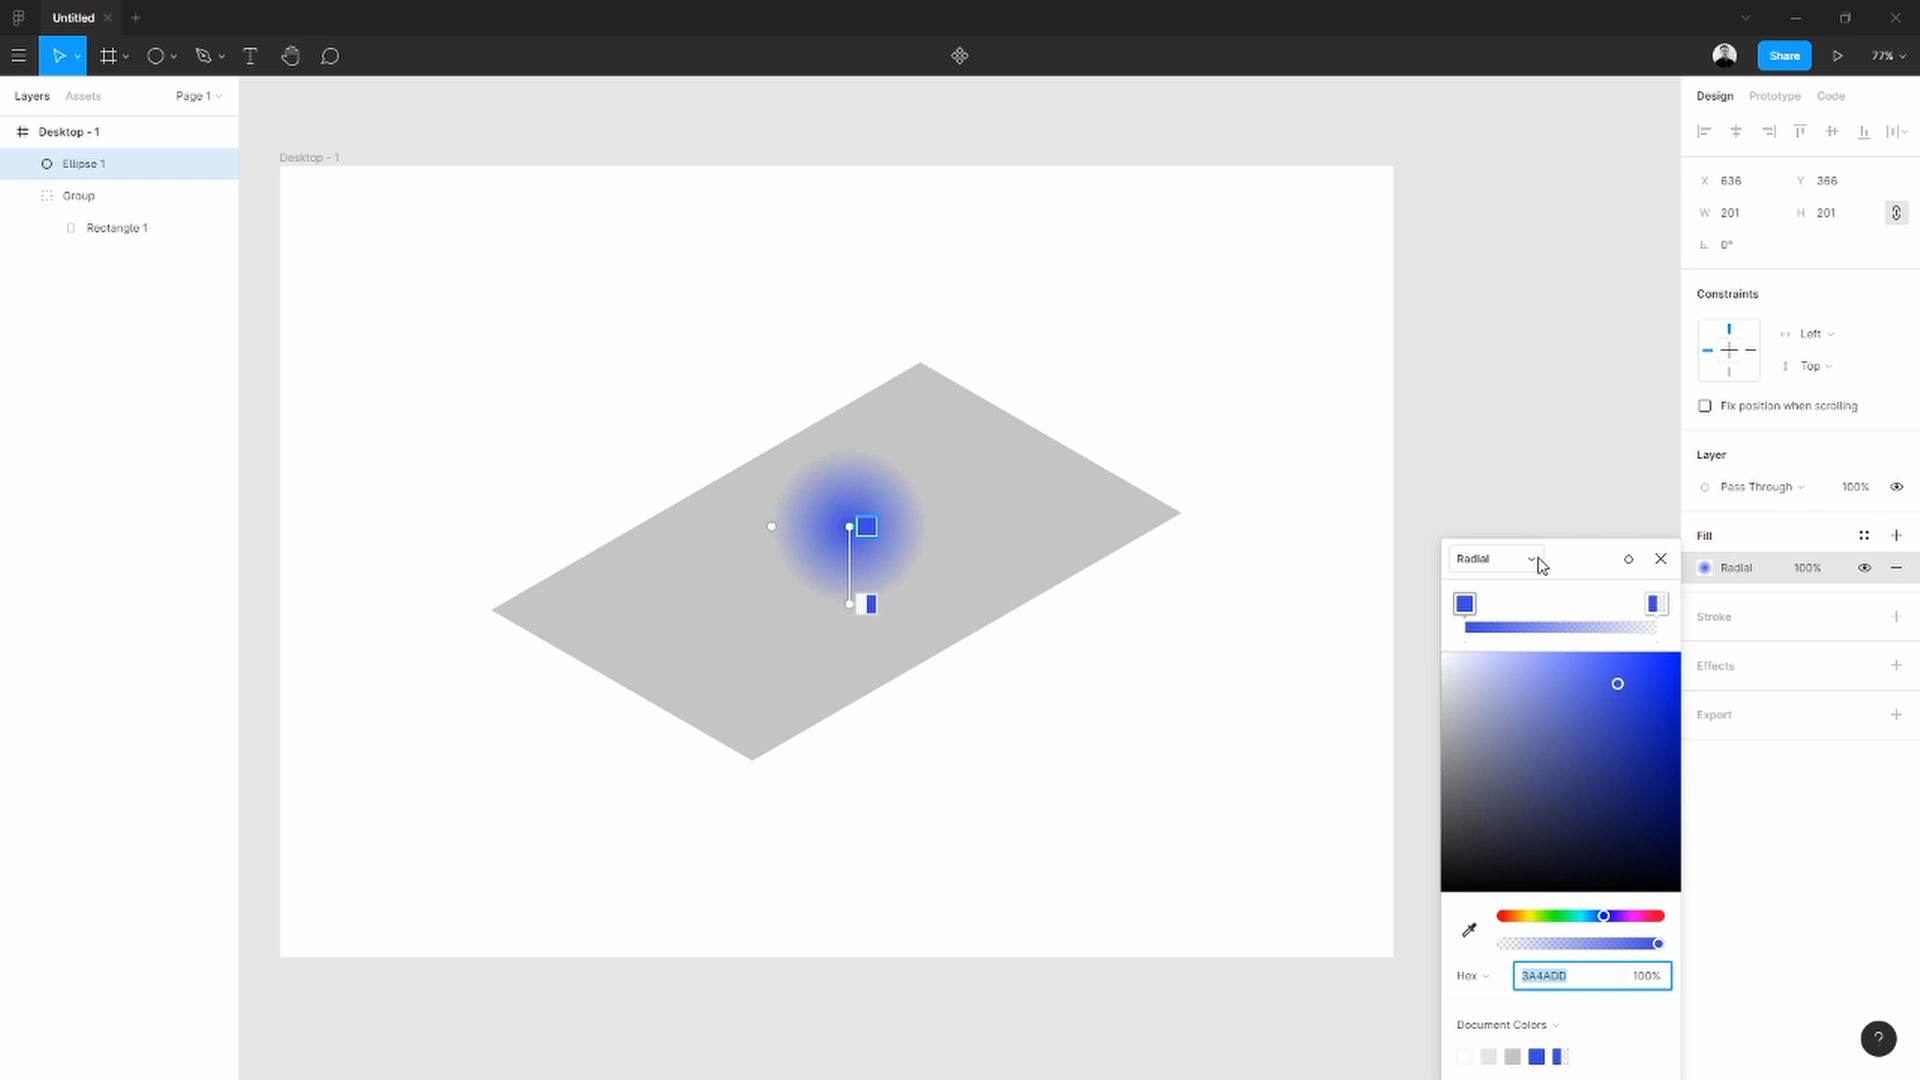 Untitled
Share
77%
Layers
Assets
Page 1
Desktop - 1
Ellipse 1
Group
Rectangle 1
Desktop - 1
Design
Prototype
Code
X 636
Y 366
W 201
H 201
0°
Constraints
Left
Top
Fix position when scrolling
Layer
Pass Through
100%
Fill
Radial
100%
Stroke
Effects
Export
Radial
Hex
3A4ADD
100%
Document Colors
?